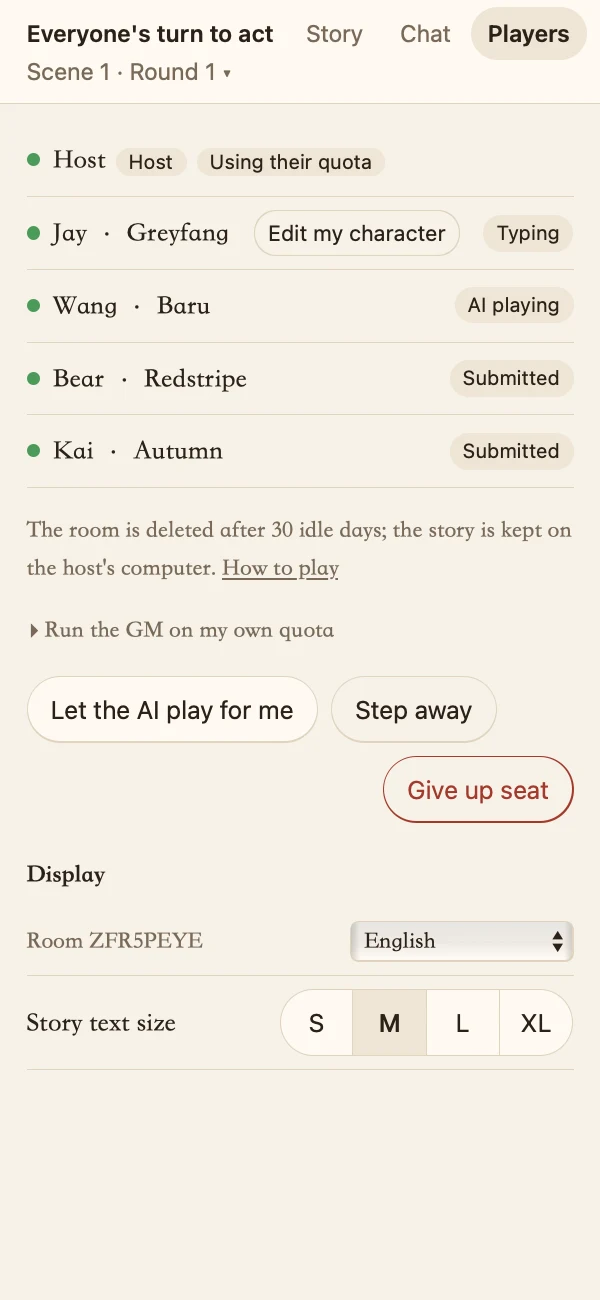 Everyone's turn to act Story Chat Players
Scene 1 · Round 1 ▾
Host Host Using their quota
Jay · Greyfang Edit my character Typing
Wang · Baru AI playing
Bear · Redstripe Submitted
Kai · Autumn Submitted
The room is deleted after 30 idle days; the story is kept on
the host's computer. How to play
Run the GM on my own quota
Let the AI play for me Step away
Give up seat
Display
Room ZFR5PEYE English
Story text size S M L XL